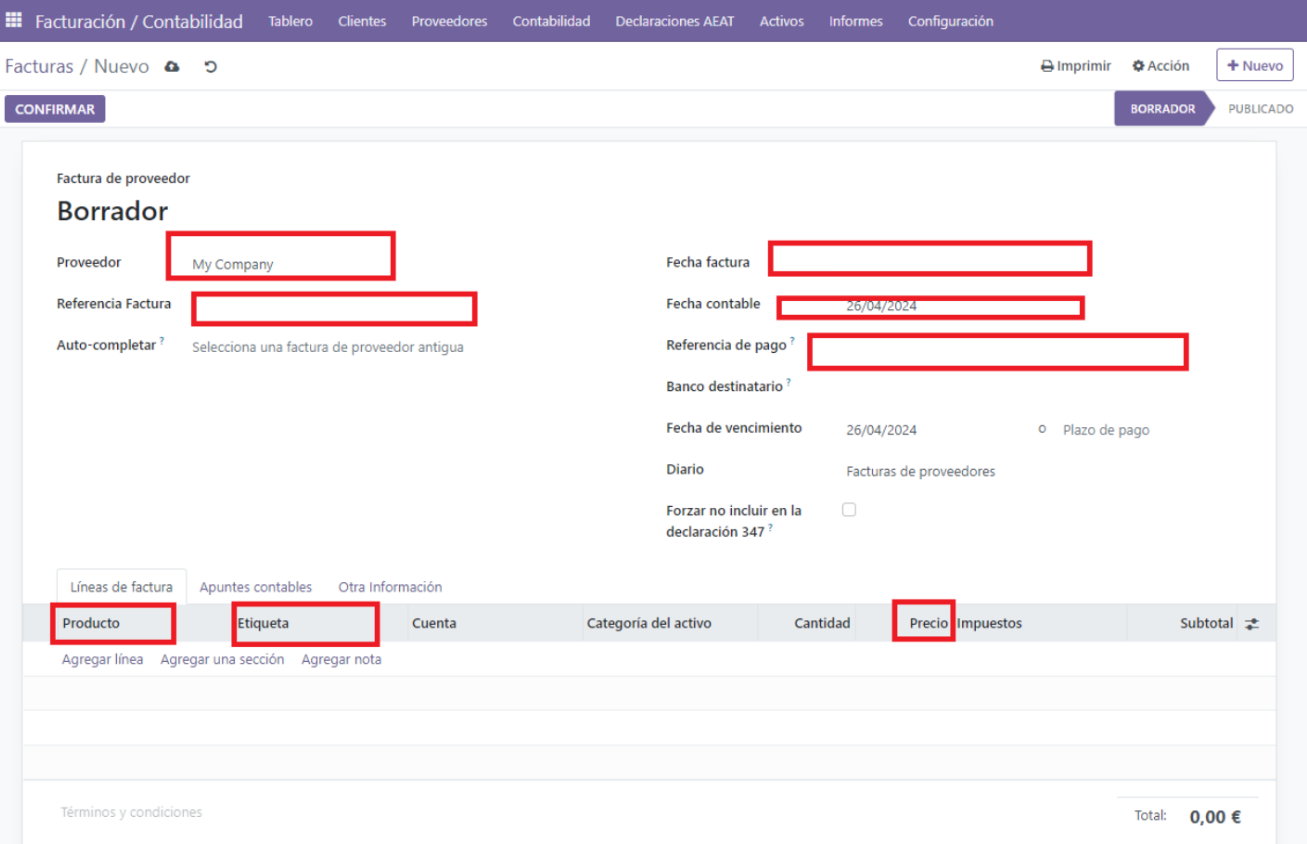 Facturación / Contabilidad Tablero Clientes Proveedores Contabilidad Declaraciones AEAT Activos Informes Configuración
Facturas / Nuevo Imprimir Acción + Nuevo
CONFIRMAR BORRADOR PUBLICADO
Factura de proveedor
Borrador
Proveedor My Company Fecha factura
Referencia Factura Fecha contable 26/04/2024
Auto-completar ? Selecciona una factura de proveedor antigua Referencia de pago ?
Banco destinatario ?
Fecha de vencimiento 26/04/2024 o Plazo de pago
Diario Facturas de proveedores
Forzar no incluir en la
declaración 347 ?
Líneas de factura Apuntes contables Otra Información
Producto Etiqueta Cuenta Categoría del activo Cantidad Precio Impuestos Subtotal
Agregar línea Agregar una sección Agregar nota
Términos y condiciones Total: 0,00 €